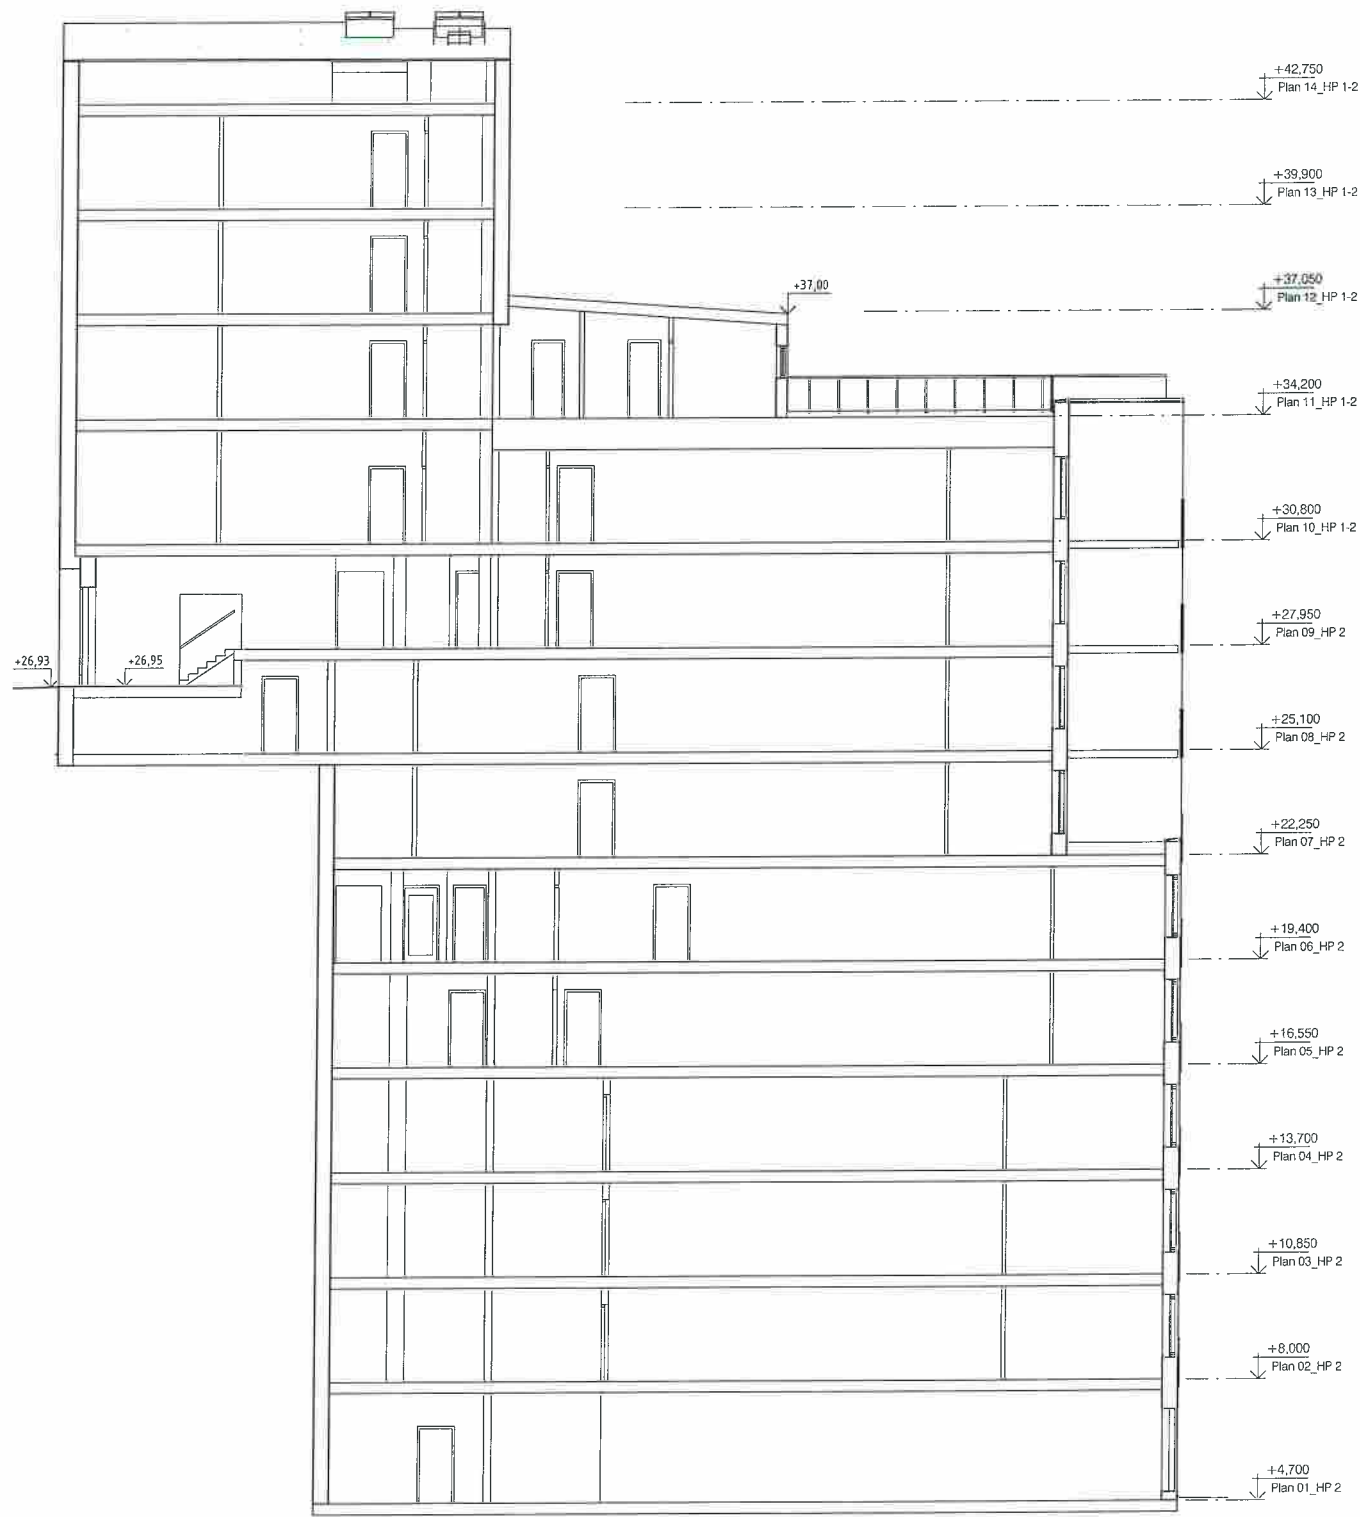 +42,750
Plan 14_HP 1-2
+39,900
Plan 13_HP 1-2
+37,050
Plan 12_HP 1-2
+37,00
+34,200
Plan 11_HP 1-2
+30,800
Plan 10_HP 1-2
+27,950
Plan 09_HP 2
+26,93
+26,95
+25,100
Plan 08_HP 2
+22,250
Plan 07_HP 2
+19,400
Plan 06_HP 2
+16,550
Plan 05_HP 2
+13,700
Plan 04_HP 2
+10,850
Plan 03_HP 2
+8,000
Plan 02_HP 2
+4,700
Plan 01_HP 2